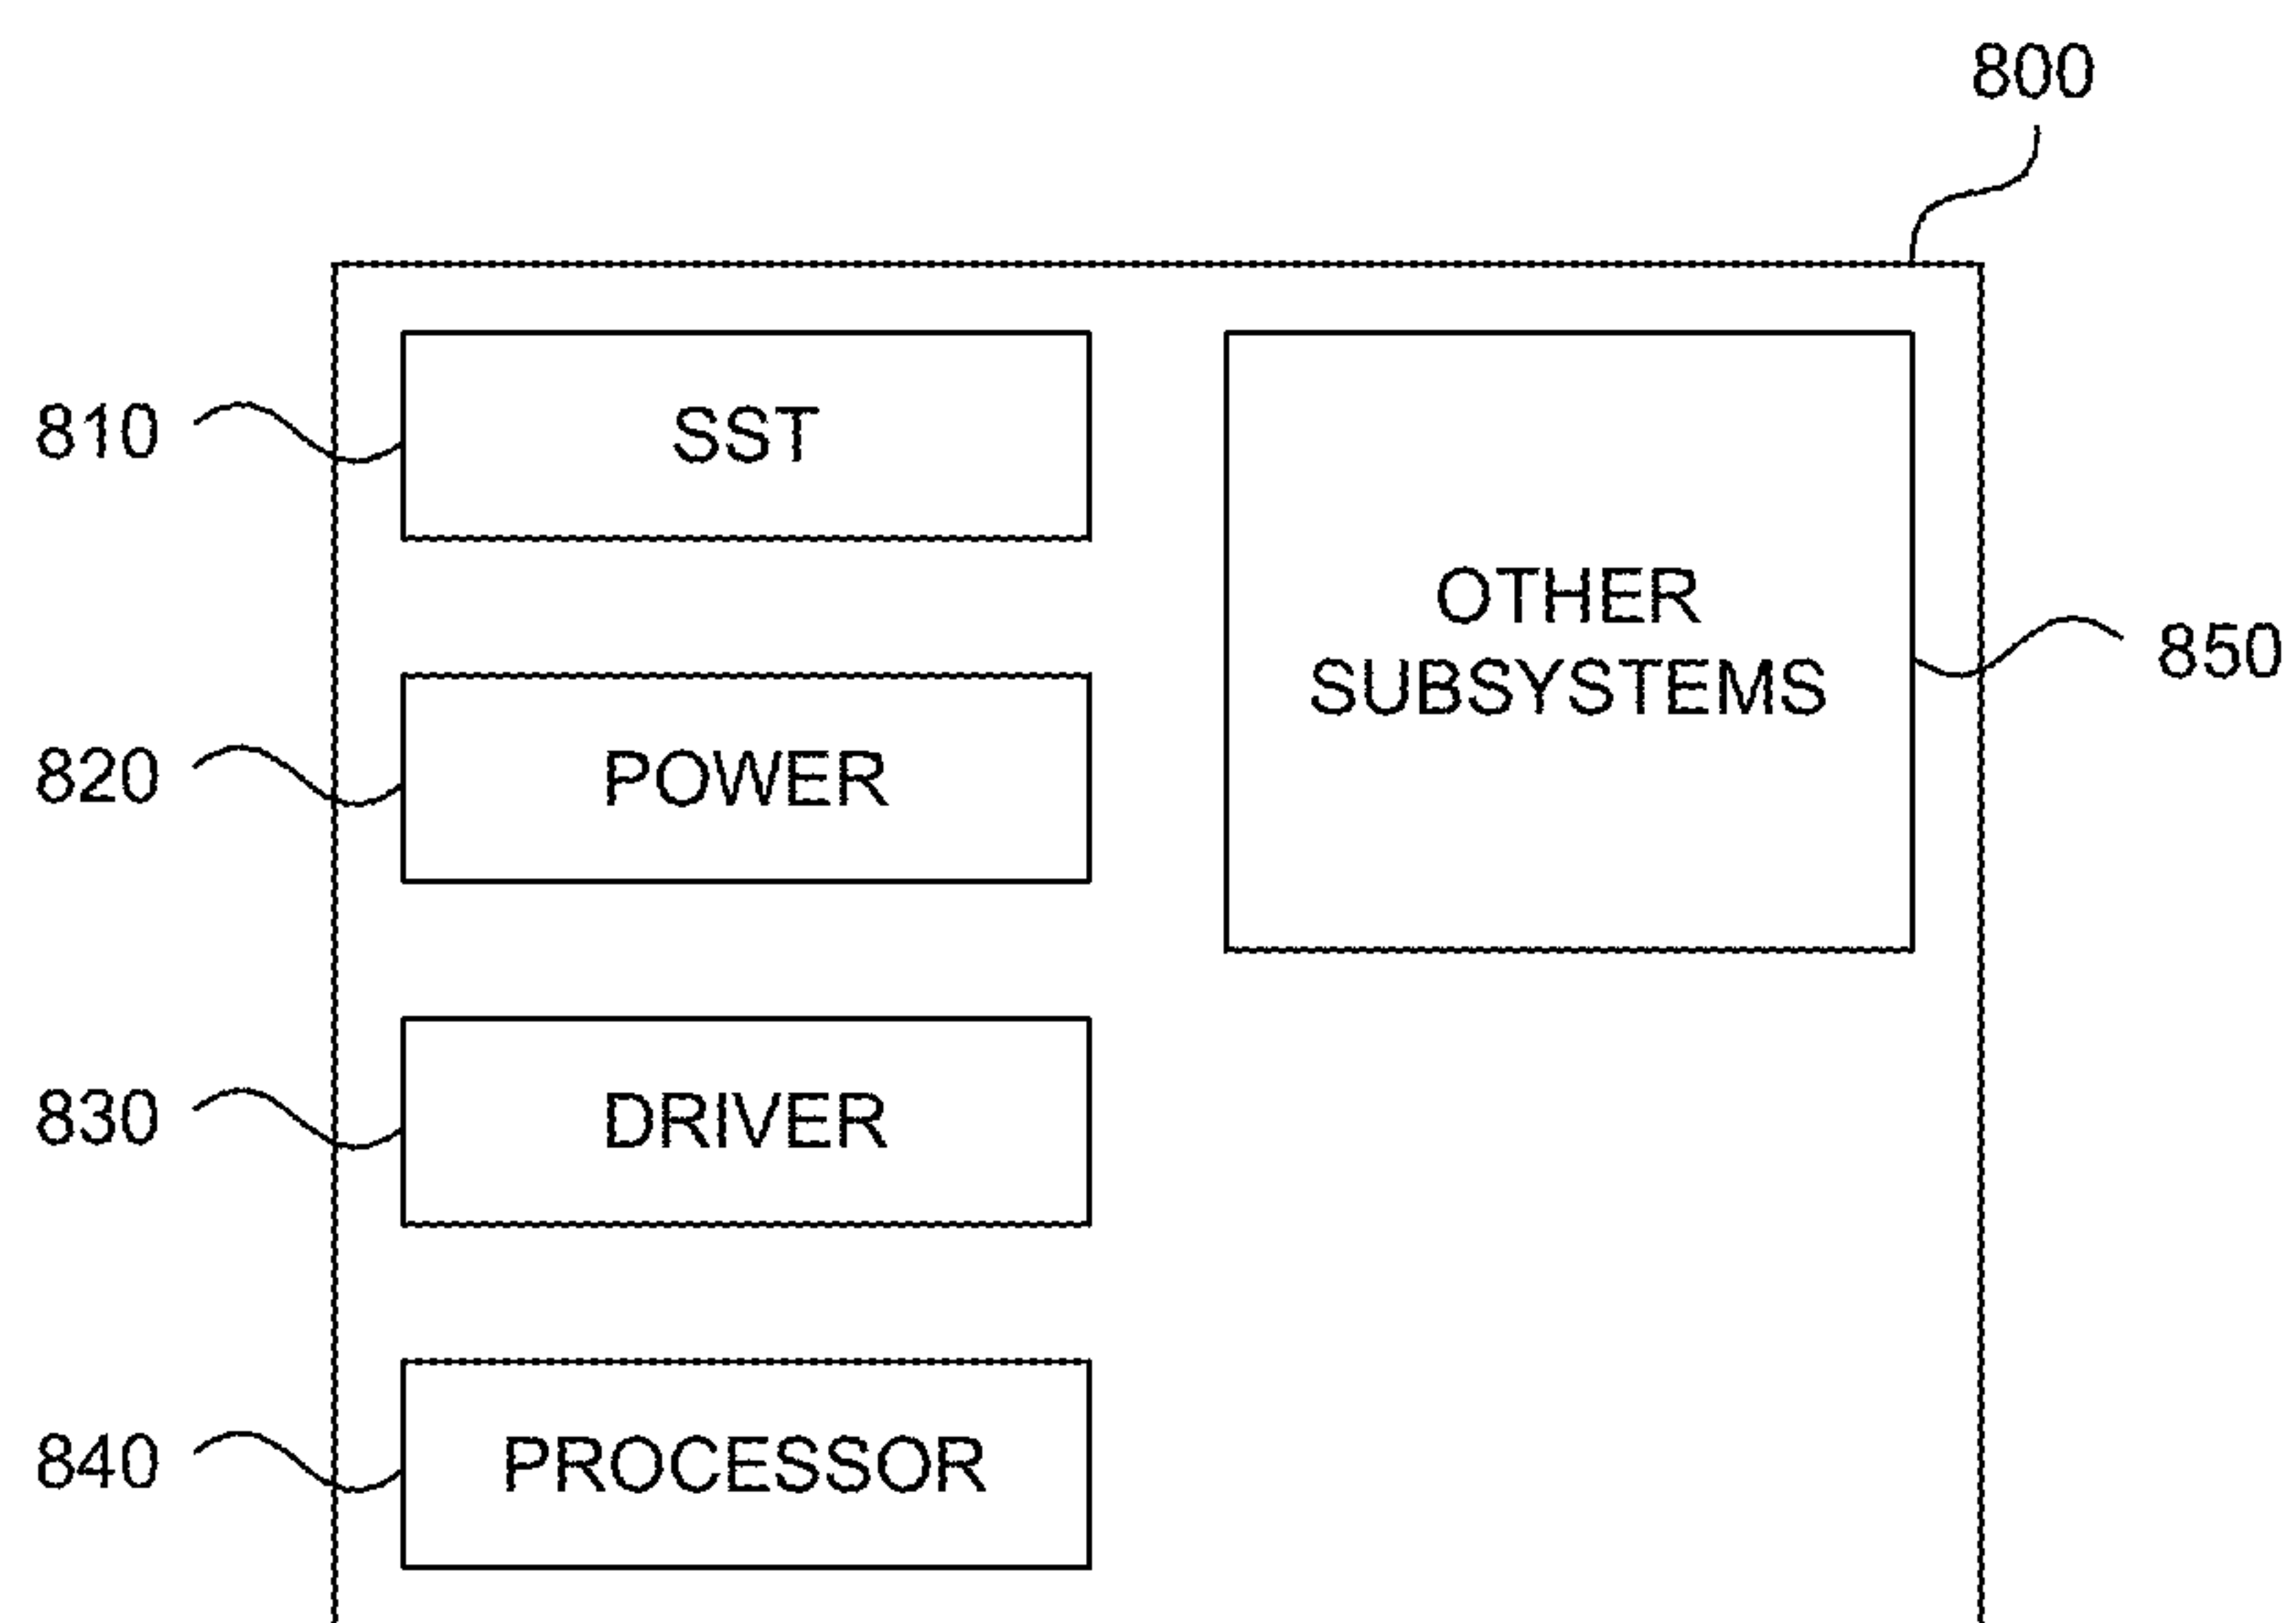 800
810
SST
OTHER
SUBSYSTEMS
850
820
POWER
830
DRIVER
840
PROCESSOR